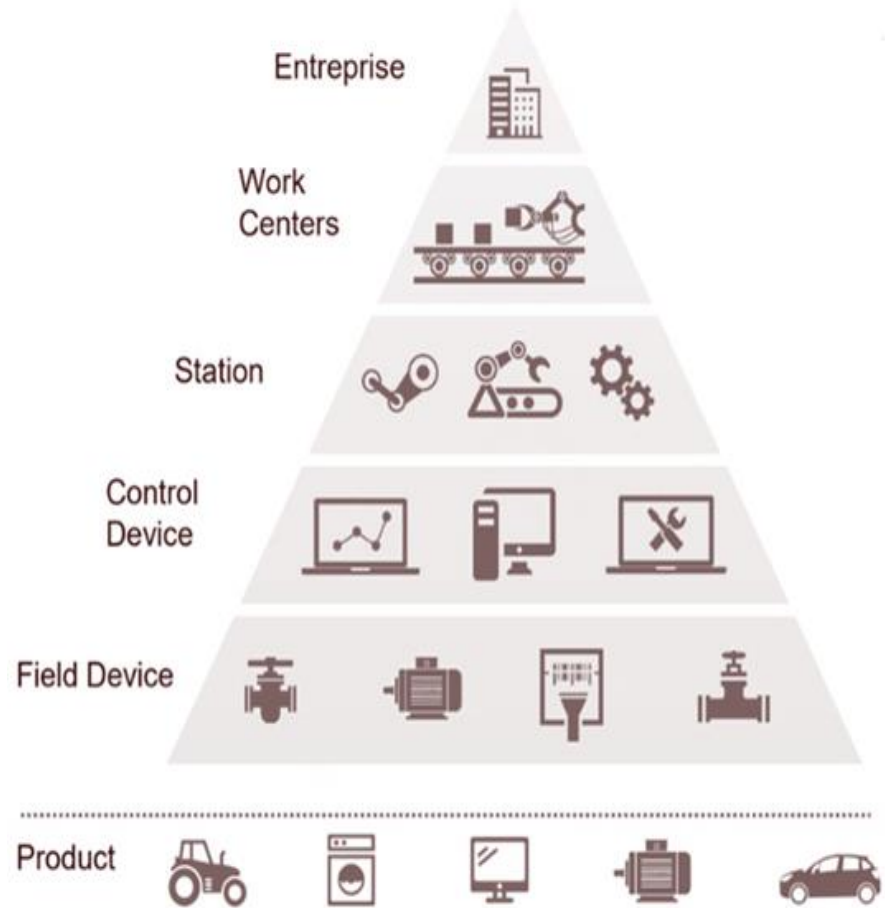 Entreprise
Work
Centers
Station
Control
Device
Field Device
Product